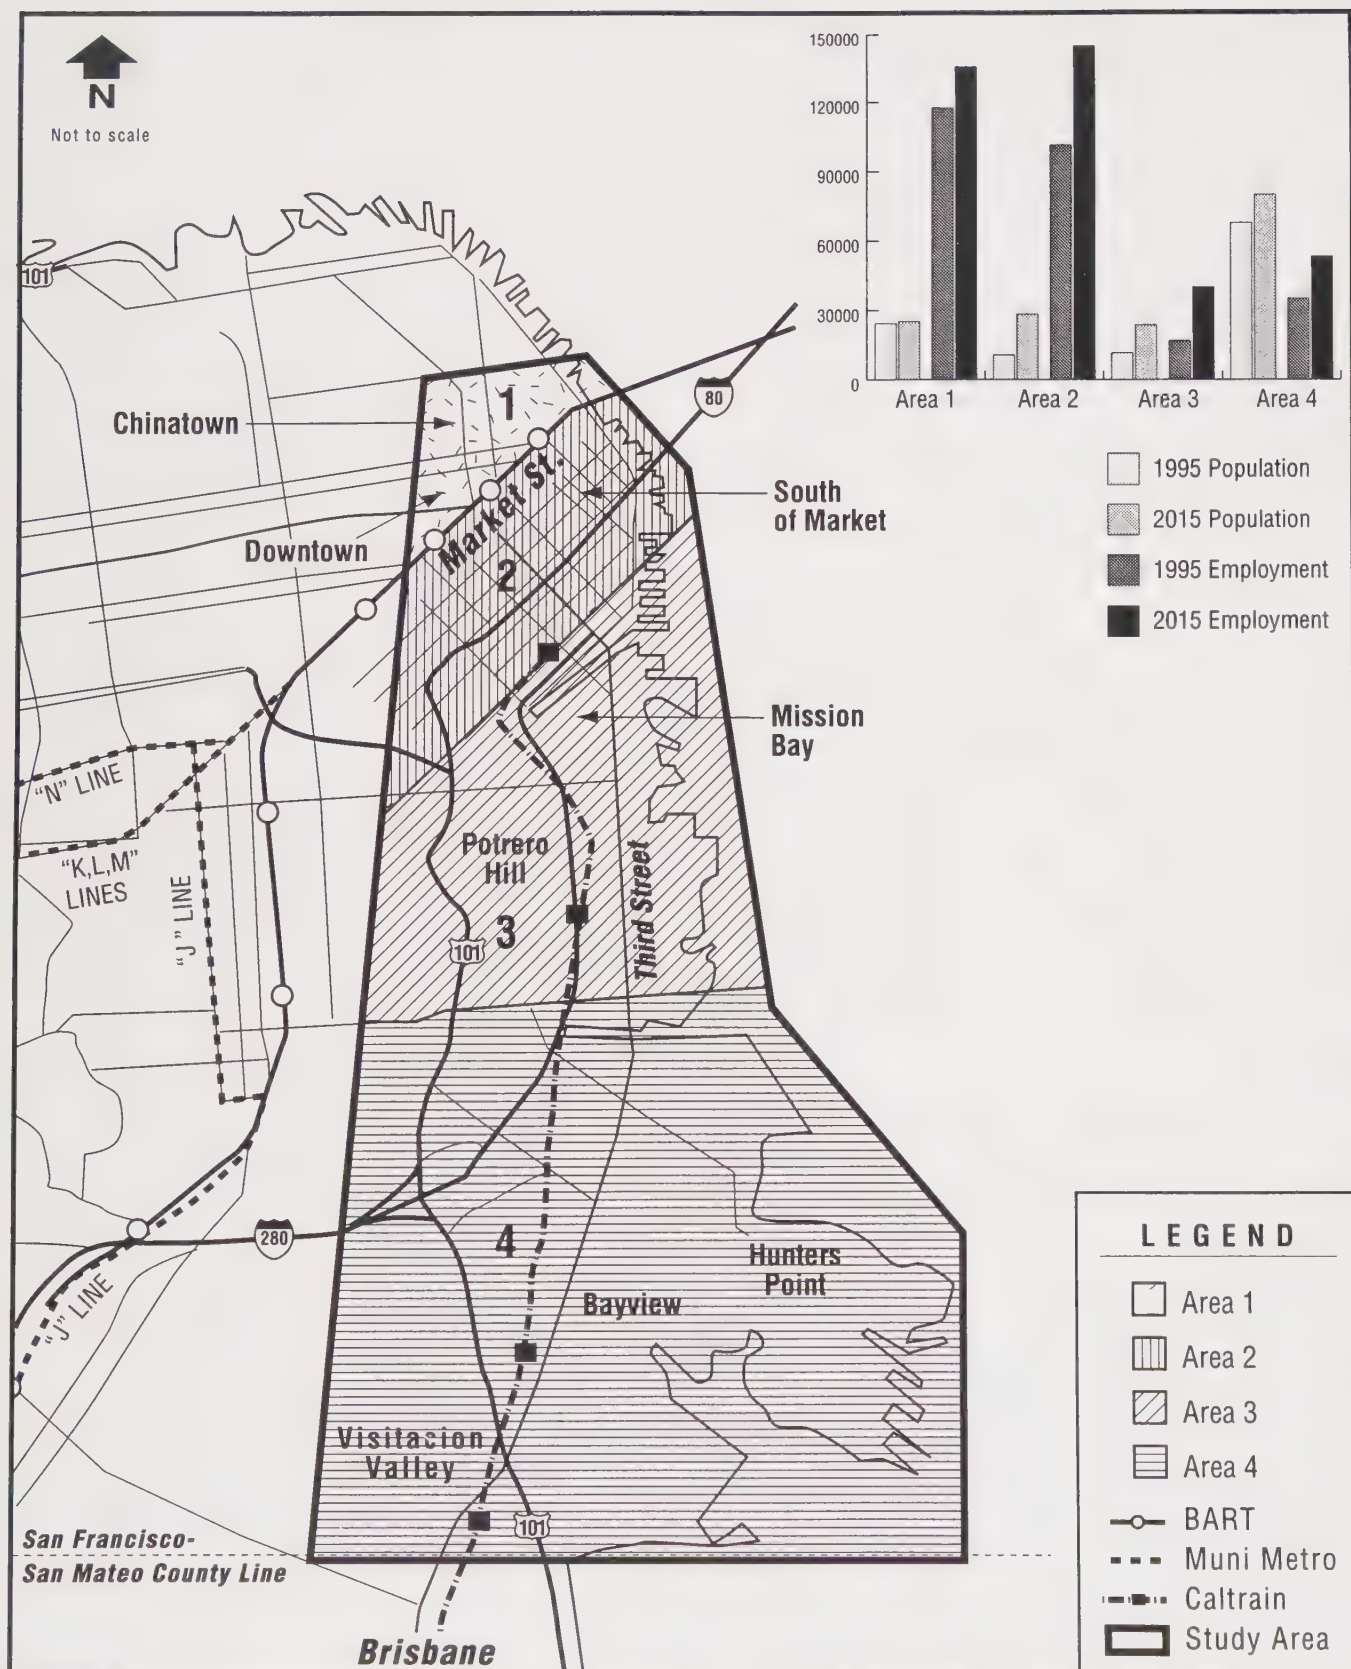 N
Not to scale
150000
120000
90000
60000
30000
0
Area 1
Area 2
Area 3
Area 4
1995 Population
2015 Population
1995 Employment
2015 Employment
101
80
1
Chinatown
Market St.
South
of Market
Downtown
2
Mission
Bay
"N" LINE
"K,L,M"
LINES
"J" LINE
Potrero
Hill
3
101
Third Street
280
4
Hunters
Point
Bayview
"J" LINE
Visitacion
Valley
101
San Francisco-
San Mateo County Line
Brisbane
LEGEND
Area 1
Area 2
Area 3
Area 4
BART
Muni Metro
Caltrain
Study Area